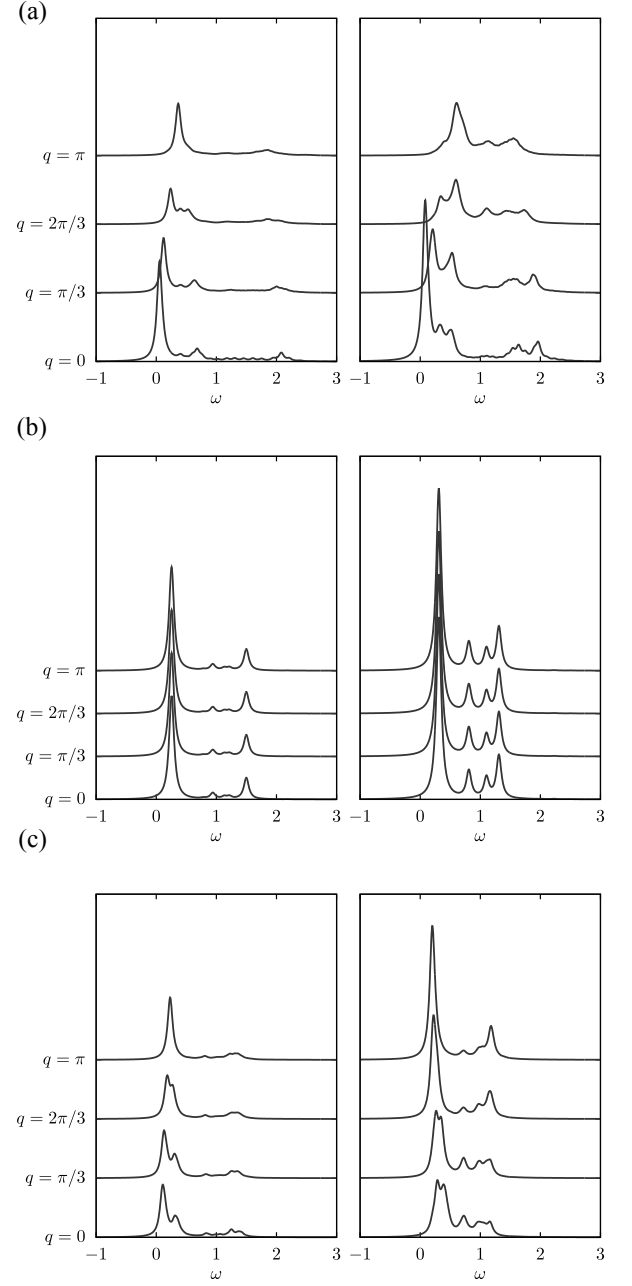 (a)
q = π
q = 2π/3
q = π/3
q = 0
−1 0 1 2 3 −1 0 1 2 3
ω ω
(b)
q = π
q = 2π/3
q = π/3
q = 0
−1 0 1 2 3 −1 0 1 2 3
ω ω
(c)
q = π
q = 2π/3
q = π/3
q = 0
−1 0 1 2 3 −1 0 1 2 3
ω ω